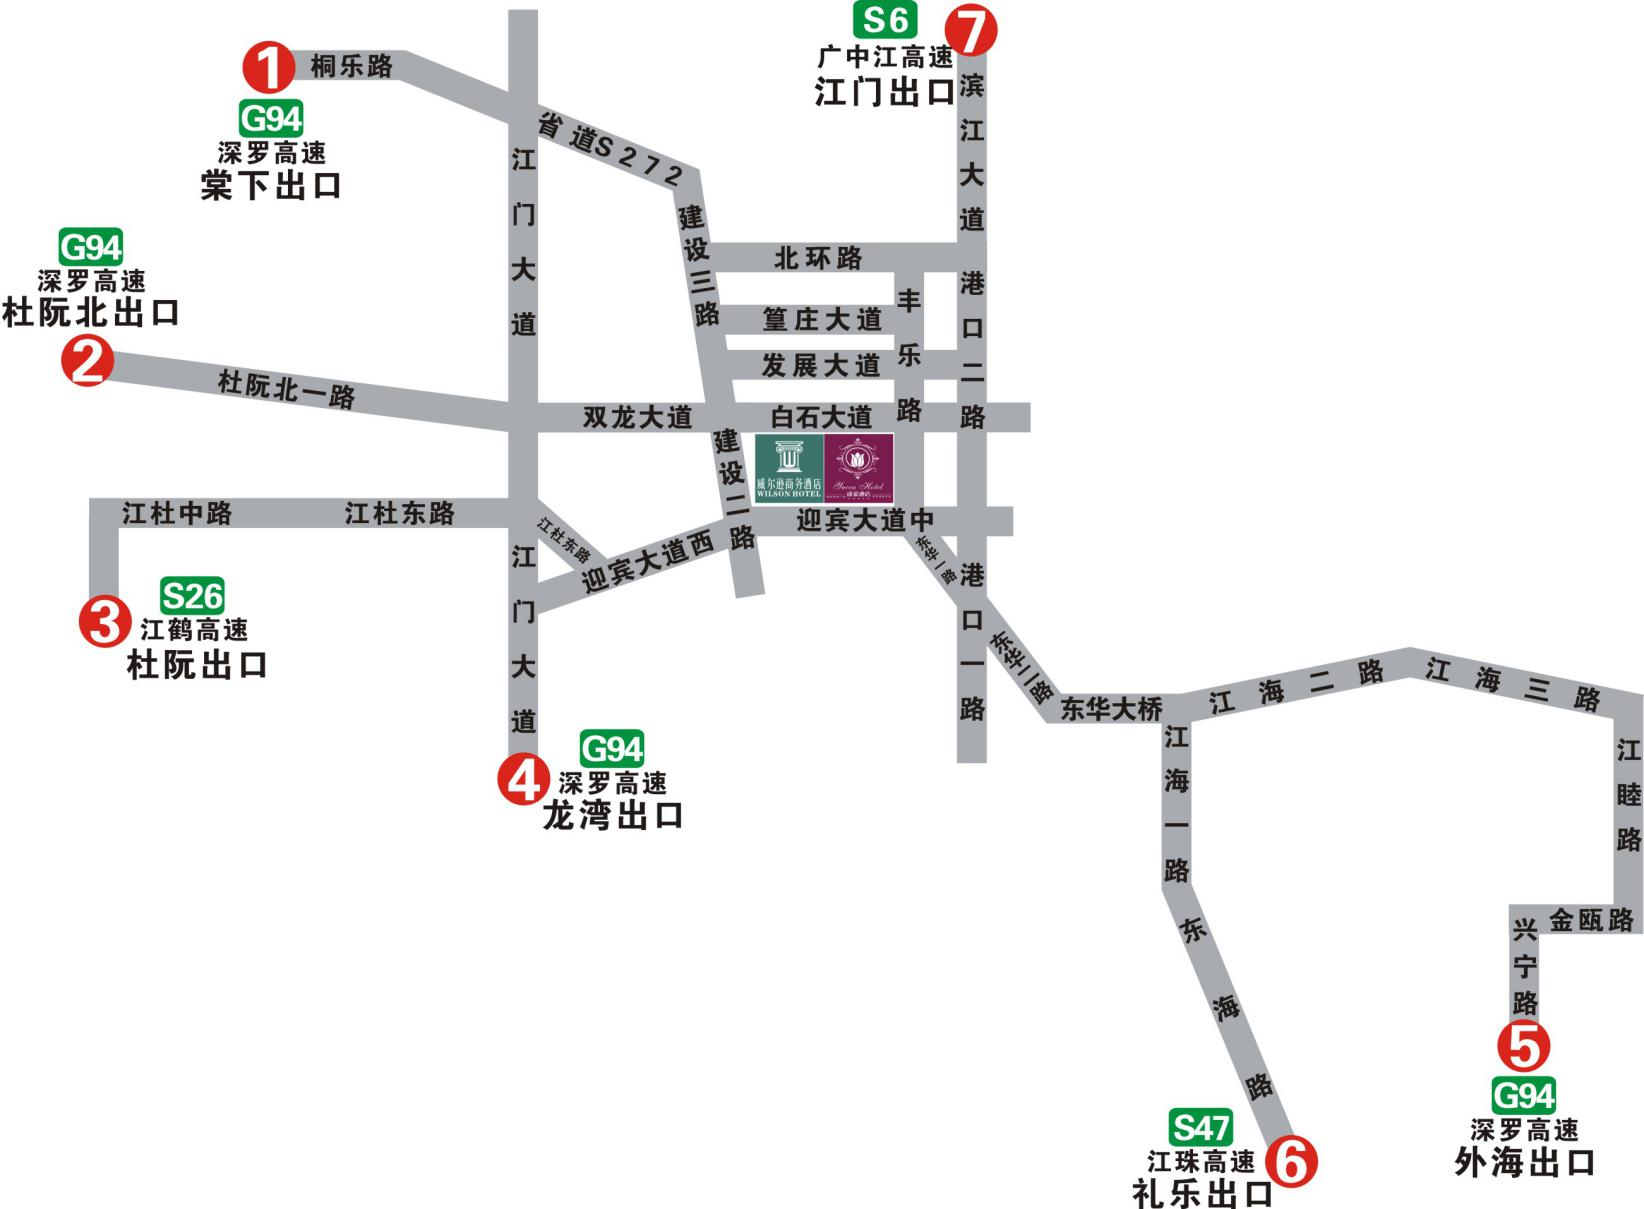 S6
7
广中江高速
江门出口
1
桐乐路
G94
深罗高速
棠下出口
省道S272
江门大道
滨江大道
G94
深罗高速
杜阮北出口
2
杜阮北一路
建设三路
北环路
篁庄大道
发展大道
丰乐路
港口二路
双龙大道
白石大道
建设二路
威尔逊商务酒店
WILSON HOTEL
Yucca Hotel
江杜中路
江杜东路
江杜东路
迎宾大道西
迎宾大道中
东华一路
3
S26
江鹤高速
杜阮出口
江门大道
港口一路
东华二路
东华大桥
江海二路
江海三路
4
G94
深罗高速
龙湾出口
江海一路
江睦路
东海路
金瓯路
兴宁路
5
G94
深罗高速
外海出口
S47
江珠高速
礼乐出口
6